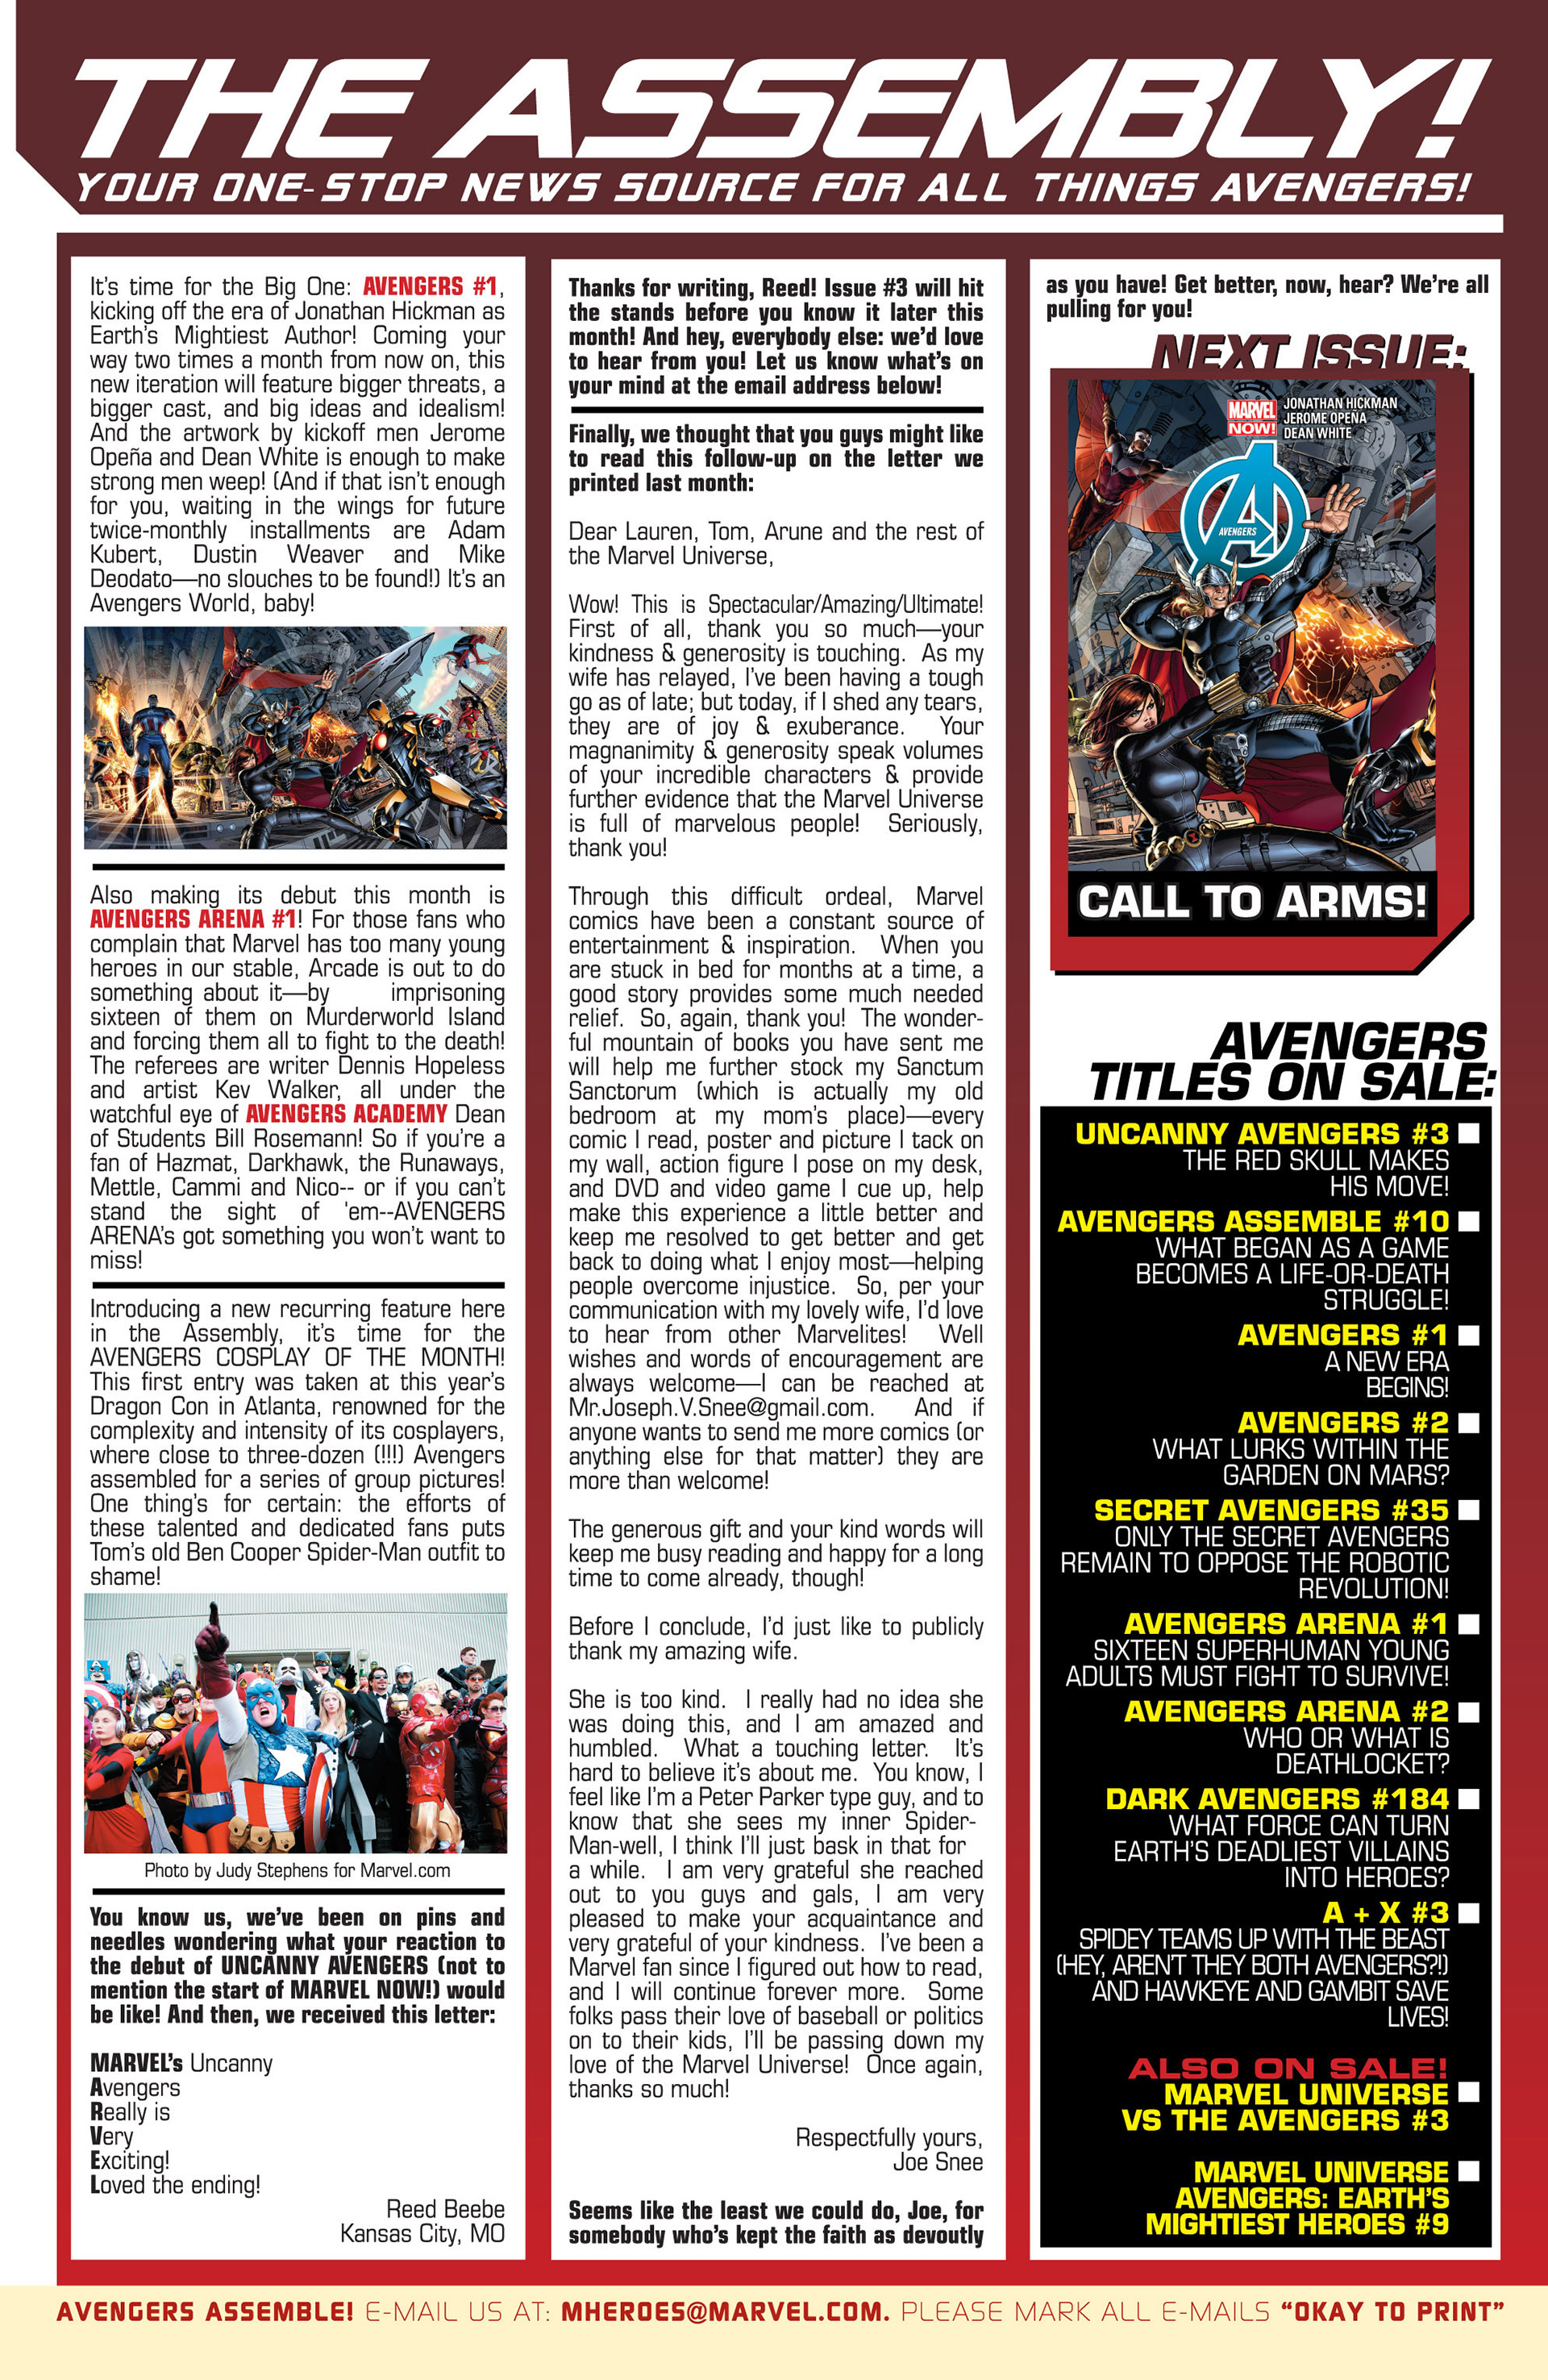 THE ASSEMBLY!
YOUR ONE-STOP NEWS SOURCE FOR ALL THINGS AVENGERS!
It's time for the Big One: AVENGERS #1,
kicking off the era of Jonathan Hickman as
Earth's Mightiest Author! Coming your
way two times a month from now on, this
new iteration will feature bigger threats, a
bigger cast, and big ideas and idealism!
And the artwork by kickoff men Jerome
Opeña and Dean White is enough to make
strong men weep! (And if that isn't enough
for you, waiting in the wings for future
twice-monthly installments are Adam
Kubert, Dustin Weaver and Mike
Deodato—no slouches to be found!) It's an
Avengers World, baby!
Also making its debut this month is
AVENGERS ARENA #1! For those fans who
complain that Marvel has too many young
heroes in our stable, Arcade is out to do
something about it—by imprisoning
sixteen of them on Murderworld Island
and forcing them all to fight to the death!
The referees are writer Dennis Hopeless
and artist Kev Walker, all under the
watchful eye of AVENGERS ACADEMY Dean
of Students Bill Rosemann! So if you're a
fan of Hazmat, Darkhawk, the Runaways,
Mettle, Cammi and Nico-- or if you can't
stand the sight of 'em--AVENGERS
ARENA's got something you won't want to
miss!
Introducing a new recurring feature here
in the Assembly, it's time for the
AVENGERS COSPLAY OF THE MONTH!
This first entry was taken at this year's
Dragon Con in Atlanta, renowned for the
complexity and intensity of its cosplayers,
where close to three-dozen (!!!) Avengers
assembled for a series of group pictures!
One thing's for certain: the efforts of
these talented and dedicated fans puts
Tom's old Ben Cooper Spider-Man outfit to
shame!
Photo by Judy Stephens for Marvel.com
You know us, we've been on pins and
needles wondering what your reaction to
the debut of UNCANNY AVENGERS (not to
mention the start of MARVEL NOW!) would
be like! And then, we received this letter:
MARVEL's Uncanny
Avengers
Really is
Very
Exciting!
Loved the ending!
Reed Beebe
Kansas City, MO
Thanks for writing, Reed! Issue #3 will hit
the stands before you know it later this
month! And hey, everybody else: we'd love
to hear from you! Let us know what's on
your mind at the email address below!
Finally, we thought that you guys might like
to read this follow-up on the letter we
printed last month:
Dear Lauren, Tom, Arune and the rest of
the Marvel Universe,
Wow! This is Spectacular/Amazing/Ultimate!
First of all, thank you so much—your
kindness & generosity is touching. As my
wife has relayed, I've been having a tough
go as of late; but today, if I shed any tears,
they are of joy & exuberance. Your
magnanimity & generosity speak volumes
of your incredible characters & provide
further evidence that the Marvel Universe
is full of marvelous people! Seriously,
thank you!
Through this difficult ordeal, Marvel
comics have been a constant source of
entertainment & inspiration. When you
are stuck in bed for months at a time, a
good story provides some much needed
relief. So, again, thank you! The wonder-
ful mountain of books you have sent me
will help me further stock my Sanctum
Sanctorum (which is actually my old
bedroom at my mom's place)—every
comic I read, poster and picture I tack on
my wall, action figure I pose on my desk,
and DVD and video game I cue up, help
make this experience a little better and
keep me resolved to get better and get
back to doing what I enjoy most—helping
people overcome injustice. So, per your
communication with my lovely wife, I'd love
to hear from other Marvelites! Well
wishes and words of encouragement are
always welcome—I can be reached at
Mr.Joseph.V.Snee@gmail.com. And if
anyone wants to send me more comics (or
anything else for that matter) they are
more than welcome!
The generous gift and your kind words will
keep me busy reading and happy for a long
time to come already, though!
Before I conclude, I'd just like to publicly
thank my amazing wife.
She is too kind. I really had no idea she
was doing this, and I am amazed and
humbled. What a touching letter. It's
hard to believe it's about me. You know, I
feel like I'm a Peter Parker type guy, and to
know that she sees my inner Spider-
Man-well, I think I'll just bask in that for
a while. I am very grateful she reached
out to you guys and gals, I am very
pleased to make your acquaintance and
very grateful of your kindness. I've been a
Marvel fan since I figured out how to read,
and I will continue forever more. Some
folks pass their love of baseball or politics
on to their kids, I'll be passing down my
love of the Marvel Universe! Once again,
thanks so much!
Respectfully yours,
Joe Snee
Seems like the least we could do, Joe, for
somebody who's kept the faith as devoutly
as you have! Get better, now, hear? We're all
pulling for you!
NEXT ISSUE:
MARVEL
NOW!
JONATHAN HICKMAN
JEROME OPEÑA
DEAN WHITE
A
AVENGERS
CALL TO ARMS!
AVENGERS
TITLES ON SALE:
UNCANNY AVENGERS #3
THE RED SKULL MAKES
HIS MOVE!
AVENGERS ASSEMBLE #10
WHAT BEGAN AS A GAME
BECOMES A LIFE-OR-DEATH
STRUGGLE!
AVENGERS #1
A NEW ERA
BEGINS!
AVENGERS #2
WHAT LURKS WITHIN THE
GARDEN ON MARS?
SECRET AVENGERS #35
ONLY THE SECRET AVENGERS
REMAIN TO OPPOSE THE ROBOTIC
REVOLUTION!
AVENGERS ARENA #1
SIXTEEN SUPERHUMAN YOUNG
ADULTS MUST FIGHT TO SURVIVE!
AVENGERS ARENA #2
WHO OR WHAT IS
DEATHLOCKET?
DARK AVENGERS #184
WHAT FORCE CAN TURN
EARTH'S DEADLIEST VILLAINS
INTO HEROES?
A + X #3
SPIDEY TEAMS UP WITH THE BEAST
(HEY, AREN'T THEY BOTH AVENGERS?!)
AND HAWKEYE AND GAMBIT SAVE
LIVES!
ALSO ON SALE!
MARVEL UNIVERSE
VS THE AVENGERS #3
MARVEL UNIVERSE
AVENGERS: EARTH'S
MIGHTIEST HEROES #9
AVENGERS ASSEMBLE! E-MAIL US AT: MHEROES@MARVEL.COM. PLEASE MARK ALL E-MAILS “OKAY TO PRINT”